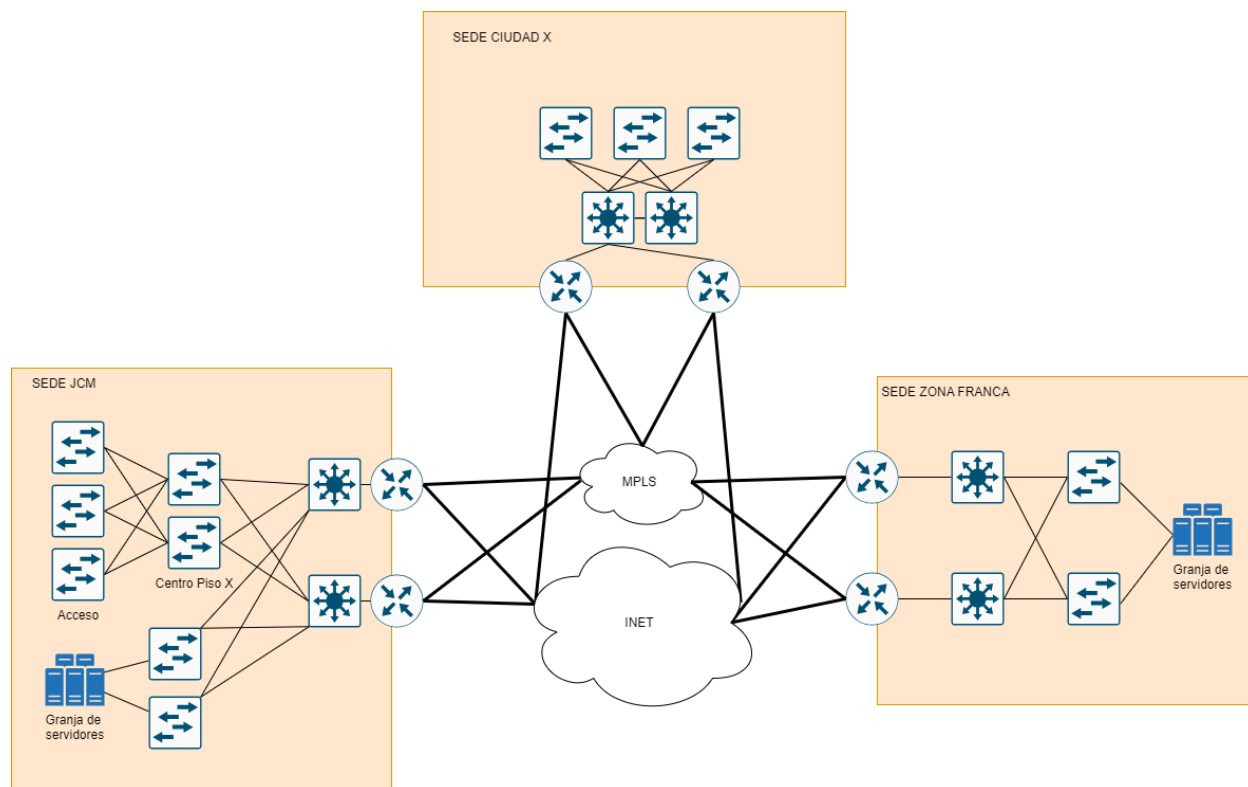 SEDE CIUDAD X
SEDE JCM
SEDE ZONA FRANCA
MPLS
Centro Piso X
Acceso
INET
Granja de
servidores
Granja de
servidores